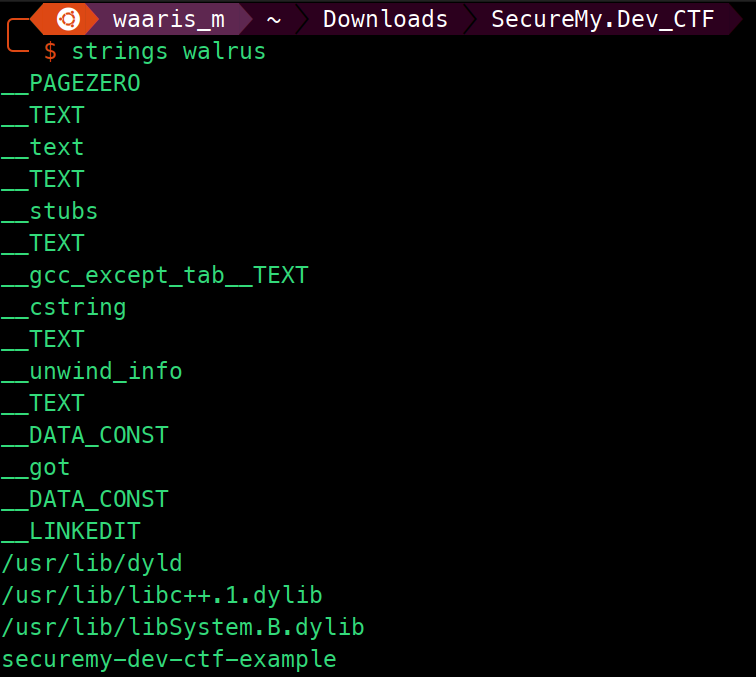 waaris_m ~ Downloads SecureMy.Dev_CTF
$ strings walrus
__PAGEZERO
__TEXT
__text
__TEXT
__stubs
__TEXT
__gcc_except_tab__TEXT
__cstring
__TEXT
__unwind_info
__TEXT
__DATA_CONST
__got
__DATA_CONST
__LINKEDIT
/usr/lib/dyld
/usr/lib/libc++.1.dylib
/usr/lib/libSystem.B.dylib
securemy-dev-ctf-example